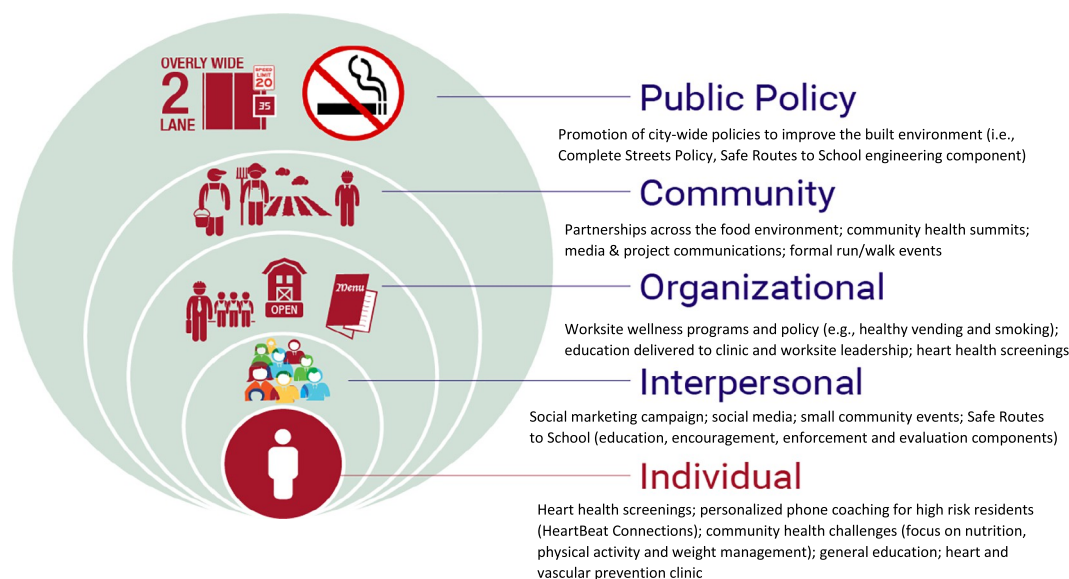 OVERLY WIDE
2
LANE
SPEED
LIMIT
20
35
Public Policy
Promotion of city-wide policies to improve the built environment (i.e.,
Complete Streets Policy, Safe Routes to School engineering component)
Community
Partnerships across the food environment; community health summits;
media & project communications; formal run/walk events
OPEN
Menu
Organizational
Worksite wellness programs and policy (e.g., healthy vending and smoking);
education delivered to clinic and worksite leadership; heart health screenings
Interpersonal
Social marketing campaign; social media; small community events; Safe Routes
to School (education, encouragement, enforcement and evaluation components)
Individual
Heart health screenings; personalized phone coaching for high risk residents
(HeartBeat Connections); community health challenges (focus on nutrition,
physical activity and weight management); general education; heart and
vascular prevention clinic